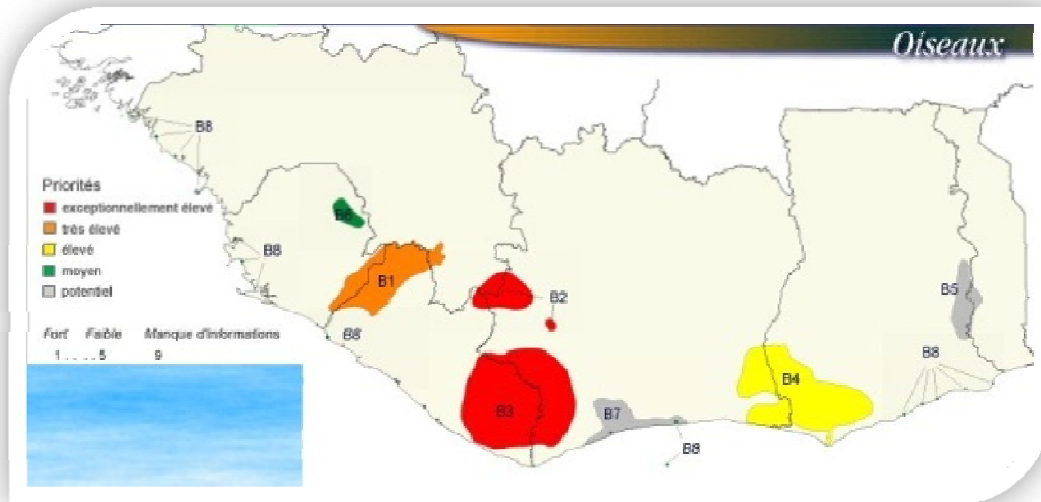 Oiseaux
B8
Priorités
exceptionnellement élevé
très élevé
élevé
moyen
potentiel
B6
B8
B1
B2
B5
Fort Faible Manque d'Informations
1 . . . . 5 9
B8
B8
B4
B3
B7
B8